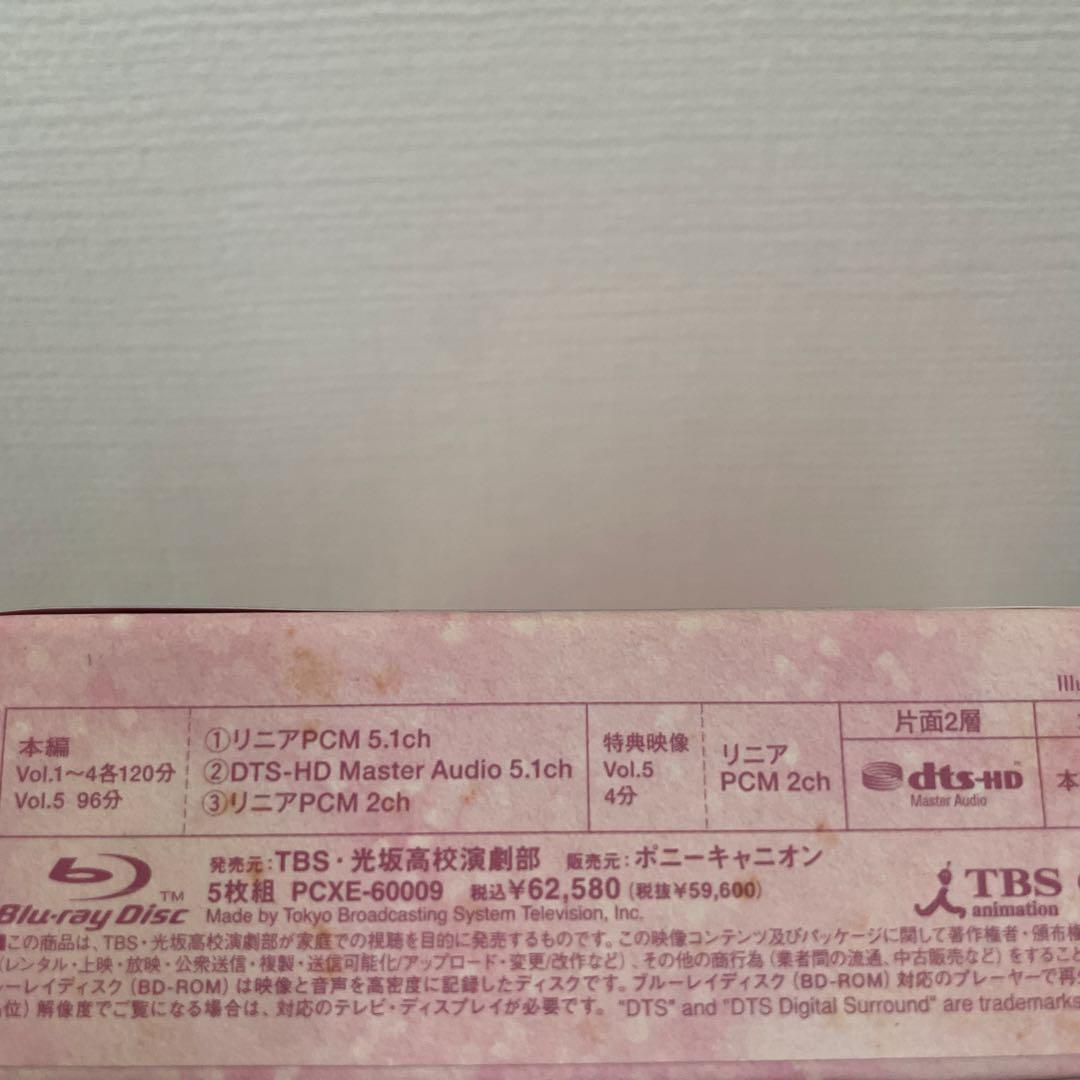 Illu
本編
Vol.1〜4各120分
Vol.5 96分
①リニアPCM 5.1ch
②DTS-HD Master Audio 5.1ch
③リニアPCM 2ch
特典映像
Vol.5
4分
リニア
PCM 2ch
片面2層
dts-HD
Master Audio
本
Blu-ray Disc TM
発売元:TBS・光坂高校演劇部 販売元:ポニーキャニオン
5枚組 PCXE-60009 税込¥62,580(税抜¥59,600)
Made by Tokyo Broadcasting System Television, Inc.
TBS
animation
■この商品は、TBS・光坂高校演劇部が家庭での視聴を目的に発売するものです。この映像コンテンツ及びパッケージに関して著作権者・頒布権
(レンタル・上映・放映・公衆送信・複製・送信可能化/アップロード・変更/改作など)、その他の商行為(業者間の流通、中古販売など)をすること
ルーレイディスク(BD-ROM)は映像と音声を高密度に記録したディスクです。ブルーレイディスク(BD-ROM)対応のプレーヤーで再生
位)解像度でご覧になる場合は、対応のテレビ・ディスプレイが必要です。 "DTS" and "DTS Digital Surround" are trademarks